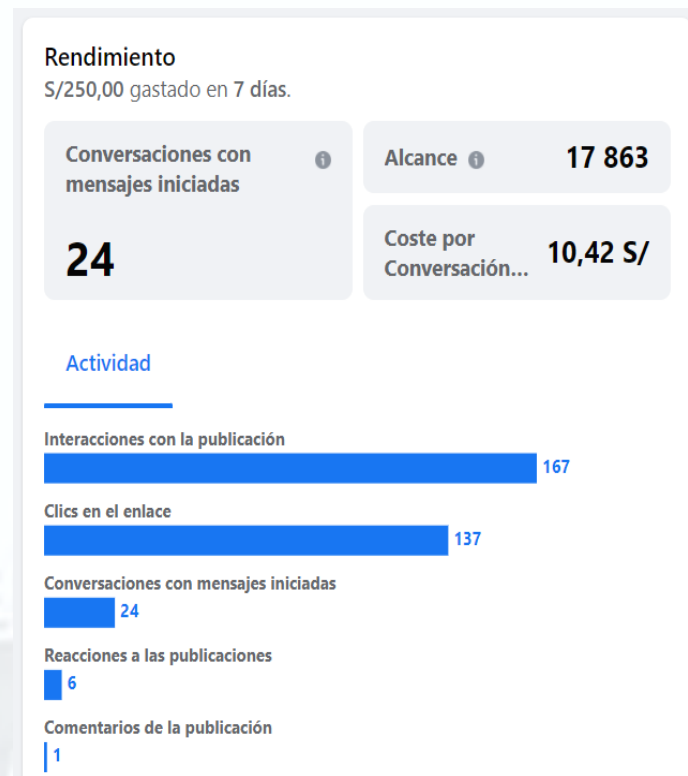 Rendimiento
S/250,00 gastado en 7 días.
Conversaciones con
mensajes iniciadas
24
Alcance
17 863
Coste por
Conversación...
10,42 S/
Actividad
Interacciones con la publicación
167
Clics en el enlace
137
Conversaciones con mensajes iniciadas
24
Reacciones a las publicaciones
6
Comentarios de la publicación
1